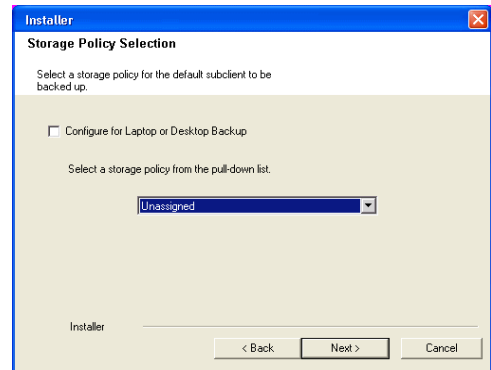 Installer
Storage Policy Selection
Select a storage policy for the default subclient to be
backed up.
Configure for Laptop or Desktop Backup
Select a storage policy from the pull-down list.
Unassigned
Installer
< Back
Next >
Cancel